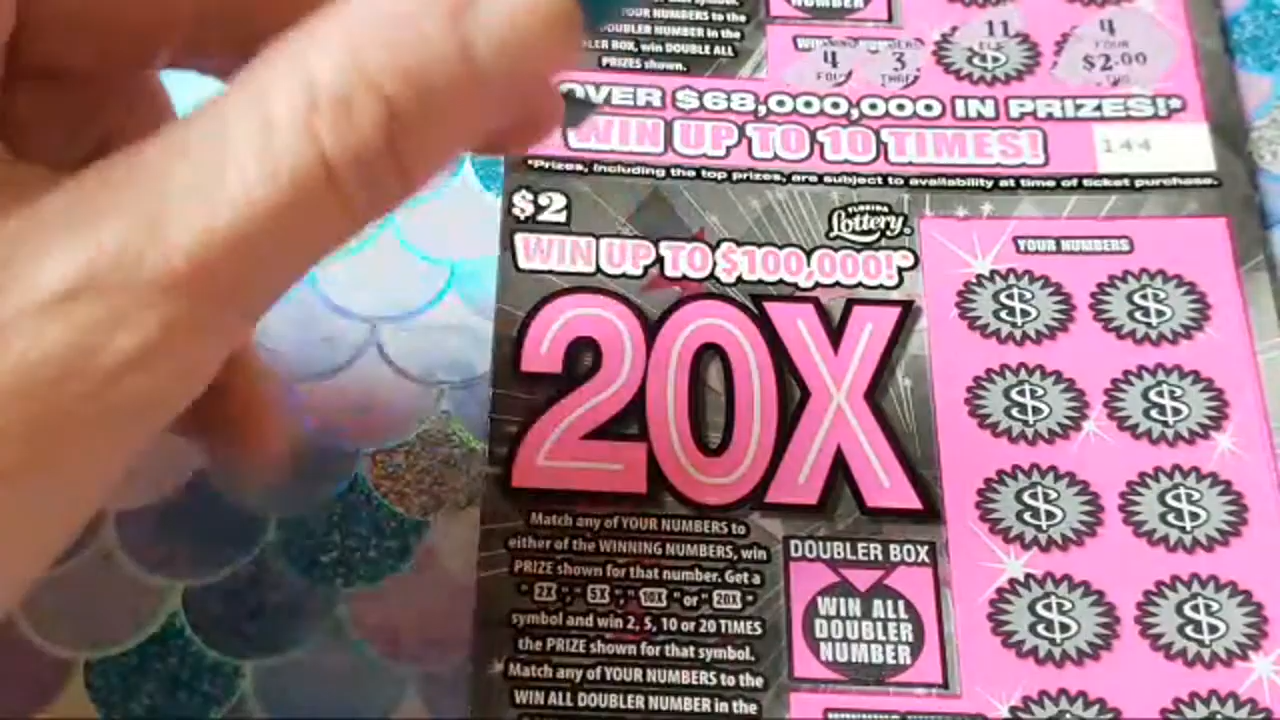 YOUR NUMBERS to the
DOUBLER NUMBER in the
BOX, win DOUBLE ALL
PRIZES shown.
NUMBER
WINNING NUMBERS
4 3
11
4
FOUR
$2.00
$
OVER $68,000,000 IN PRIZES!*
WIN UP TO 10 TIMES!
144
*Prizes, including the top prizes, are subject to availability at time of ticket purchase.
$2
FLORIDA
Lottery®
WIN UP TO $100,000!*
20X
Match any of YOUR NUMBERS to
either of the WINNING NUMBERS, win
PRIZE shown for that number. Get a
"2X", "5X", "10X" or "20X"
symbol and win 2, 5, 10 or 20 TIMES
the PRIZE shown for that symbol.
Match any of YOUR NUMBERS to the
WIN ALL DOUBLER NUMBER in the
DOUBLER BOX
WIN ALL
DOUBLER
NUMBER
YOUR NUMBERS
$ $
$ $
$ $
$ $